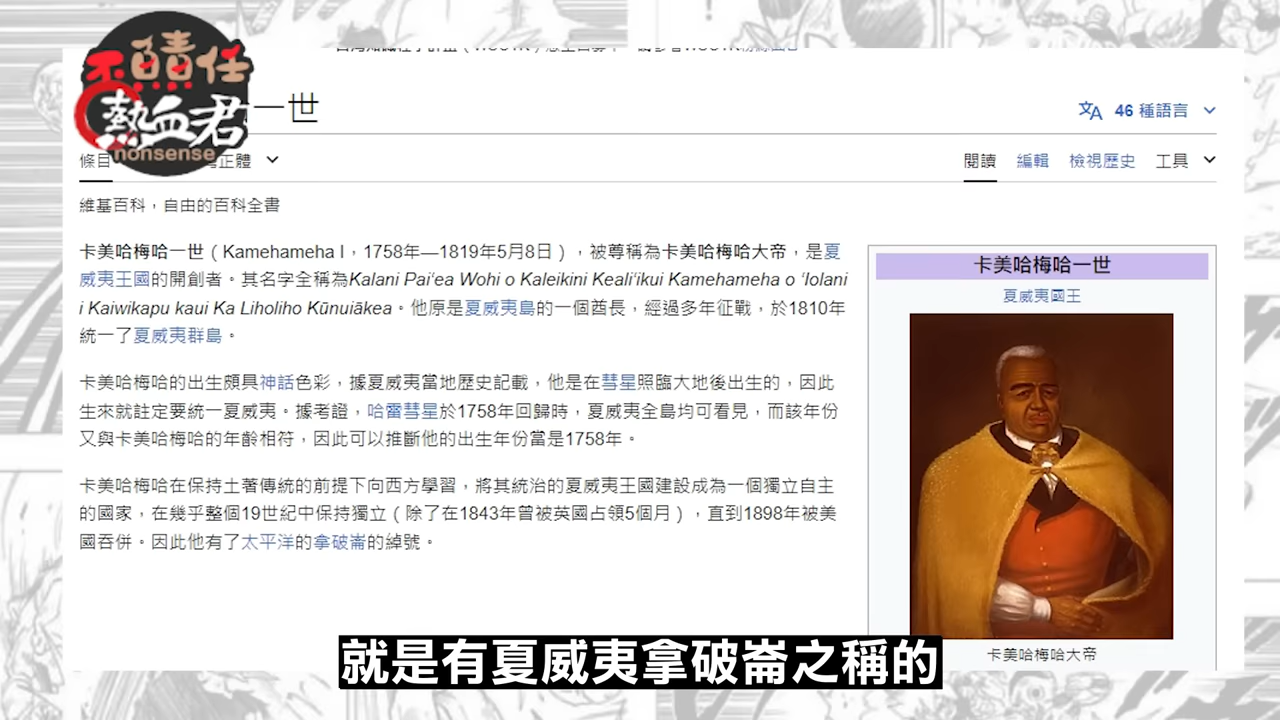 不負責任
熱血君
nonsense
一世
46 種語言
條目
正體
閱讀 編輯 檢視歷史 工具
維基百科，自由的百科全書
卡美哈梅哈一世（Kamehameha I，1758年—1819年5月8日），被尊稱為卡美哈梅哈大帝，是夏
威夷王國的開創者。其名字全稱為Kalani Paiʻea Wohi o Kaleikini Kealiʻikui Kamehameha o ʻIolani
i Kaiwikapu kaui Ka Liholiho Kūnuiākea。他原是夏威夷島的一個酋長，經過多年征戰，於1810年
統一了夏威夷群島。
卡美哈梅哈的出生頗具神話色彩，據夏威夷當地歷史記載，他是在彗星照臨大地後出生的，因此
生來就註定要統一夏威夷。據考證，哈雷彗星於1758年回歸時，夏威夷全島均可看見，而該年份
又與卡美哈梅哈的年齡相符，因此可以推斷他的出生年份當是1758年。
卡美哈梅哈在保持土著傳統的前提下向西方學習，將其統治的夏威夷王國建設成為一個獨立自主
的國家，在幾乎整個19世紀中保持獨立（除了在1843年曾被英國占領5個月），直到1898年被美
國吞併。因此他有了太平洋的拿破崙的綽號。
卡美哈梅哈一世
夏威夷國王
卡美哈梅哈大帝
就是有夏威夷拿破崙之稱的